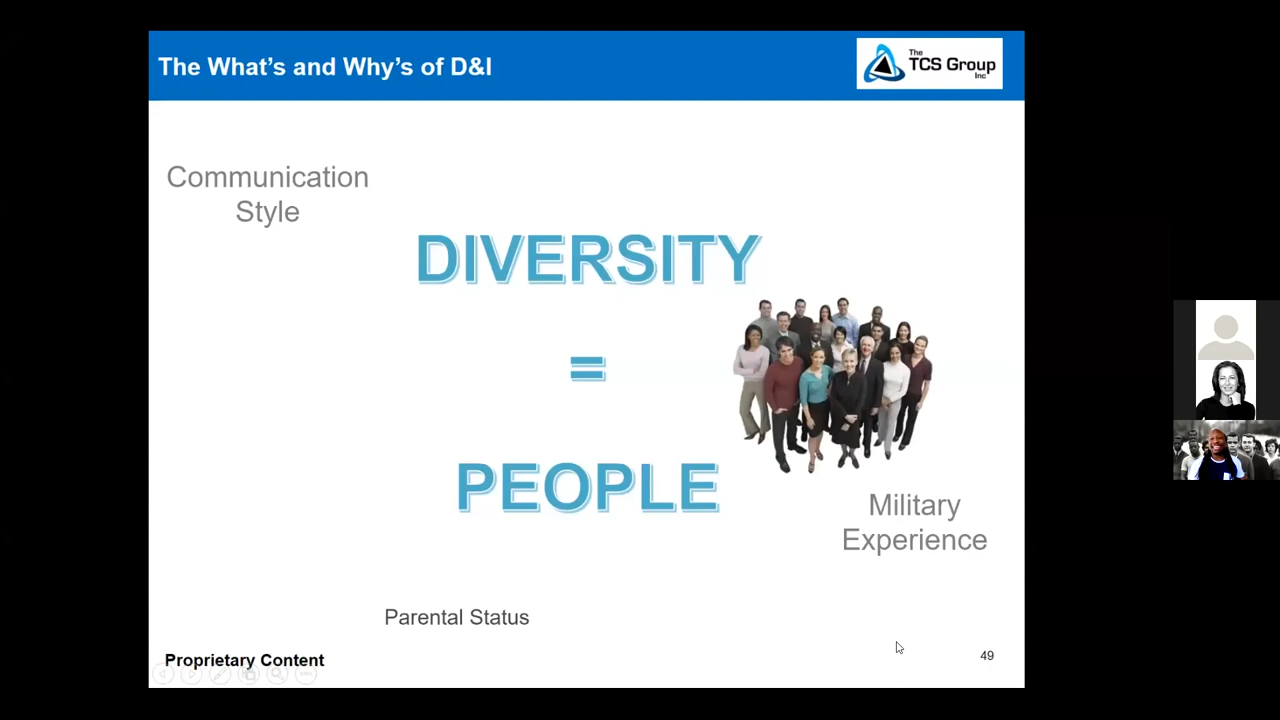 The What's and Why's of D&I
The
TCS Group
Inc
Communication
Style
DIVERSITY
=
PEOPLE
Military
Experience
Parental Status
Proprietary Content
49